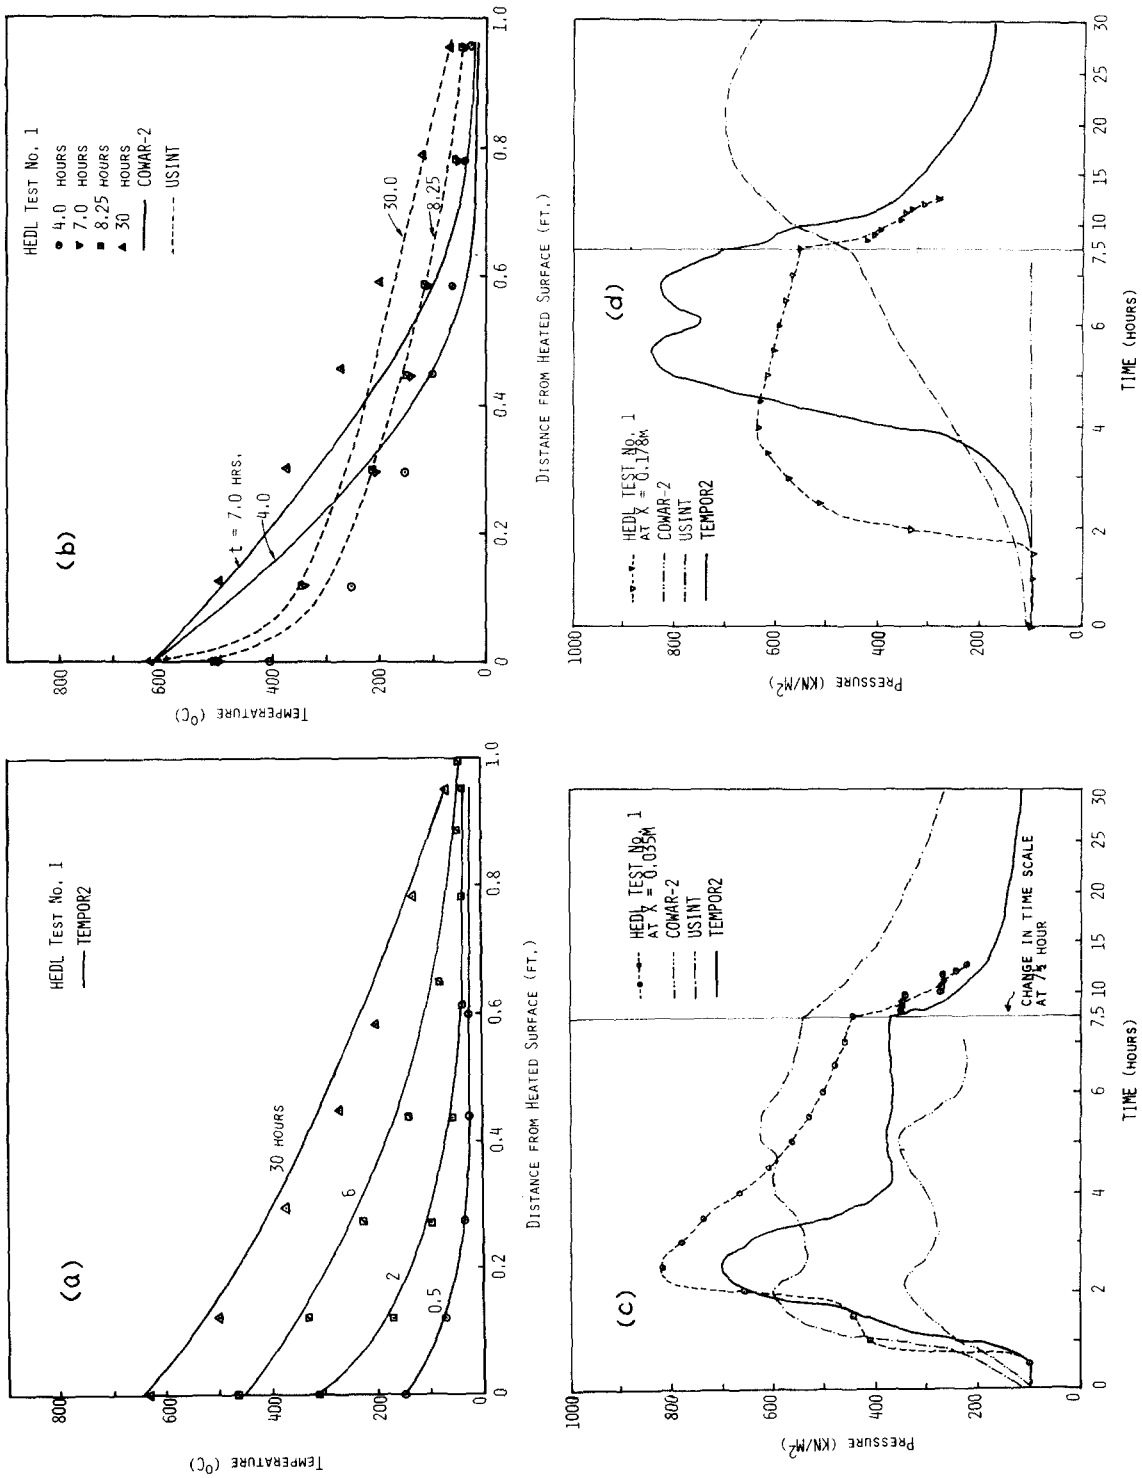 (a)
HEDL TEST NO. 1
TEMPOR2
TEMPERATURE (°C)
800
600
400
200
0
30 HOURS
6
2
0.5
0
0.2
0.4
0.6
0.8
1.0
DISTANCE FROM HEATED SURFACE (FT.)
(b)
HEDL TEST NO. 1
4.0 HOURS
7.0 HOURS
8.25 HOURS
30 HOURS
COWAR-2
USINT
TEMPERATURE (°C)
800
600
400
200
0
t = 7.0 HRS.
4.0
30.0
8.25
0
0.2
0.4
0.6
0.8
1.0
DISTANCE FROM HEATED SURFACE (FT.)
(c)
HEDL TEST NO. 1
AT X = 0.035M
COWAR-2
USINT
TEMPOR2
PRESSURE (KN/M²)
1000
800
600
400
200
0
CHANGE IN TIME SCALE
AT 7½ HOUR
0
2
4
6
7.5
10
15
20
25
30
TIME (HOURS)
(d)
HEDL TEST NO. 1
AT X = 0.178M
COWAR-2
USINT
TEMPOR2
PRESSURE (KN/M²)
1000
800
600
400
200
0
0
2
4
6
7.5
10
15
20
25
30
TIME (HOURS)